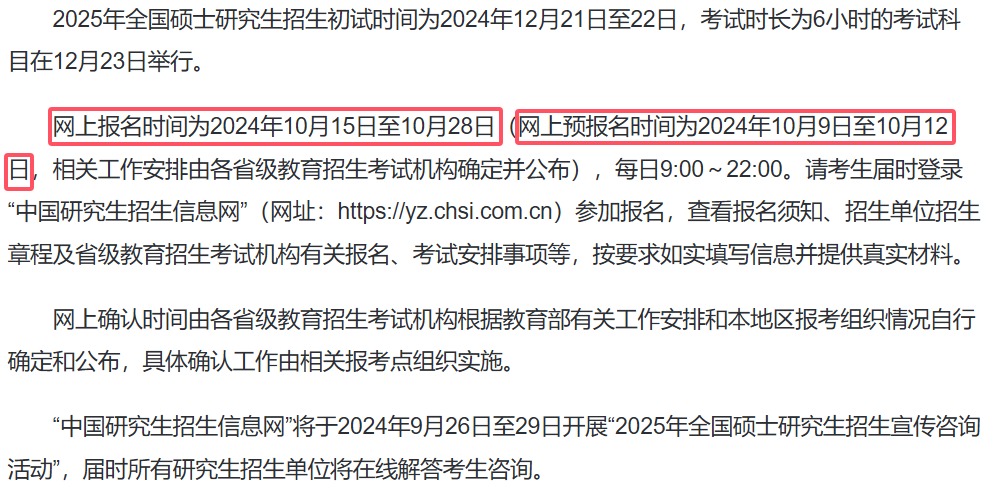 2025年全国硕士研究生招生初试时间为2024年12月21日至22日，考试时长为6小时的考试科
目在12月23日举行。
网上报名时间为2024年10月15日至10月28日（网上预报名时间为2024年10月9日至10月12
日，相关工作安排由各省级教育招生考试机构确定并公布），每日9:00～22:00。请考生届时登录
“中国研究生招生信息网”（网址：https://yz.chsi.com.cn）参加报名，查看报名须知、招生单位招生
章程及省级教育招生考试机构有关报名、考试安排事项等，按要求如实填写信息并提供真实材料。
网上确认时间由各省级教育招生考试机构根据教育部有关工作安排和本地区报考组织情况自行
确定和公布，具体确认工作由相关报考点组织实施。
“中国研究生招生信息网”将于2024年9月26日至29日开展“2025年全国硕士研究生招生宣传咨询
活动”，届时所有研究生招生单位将在线解答考生咨询。